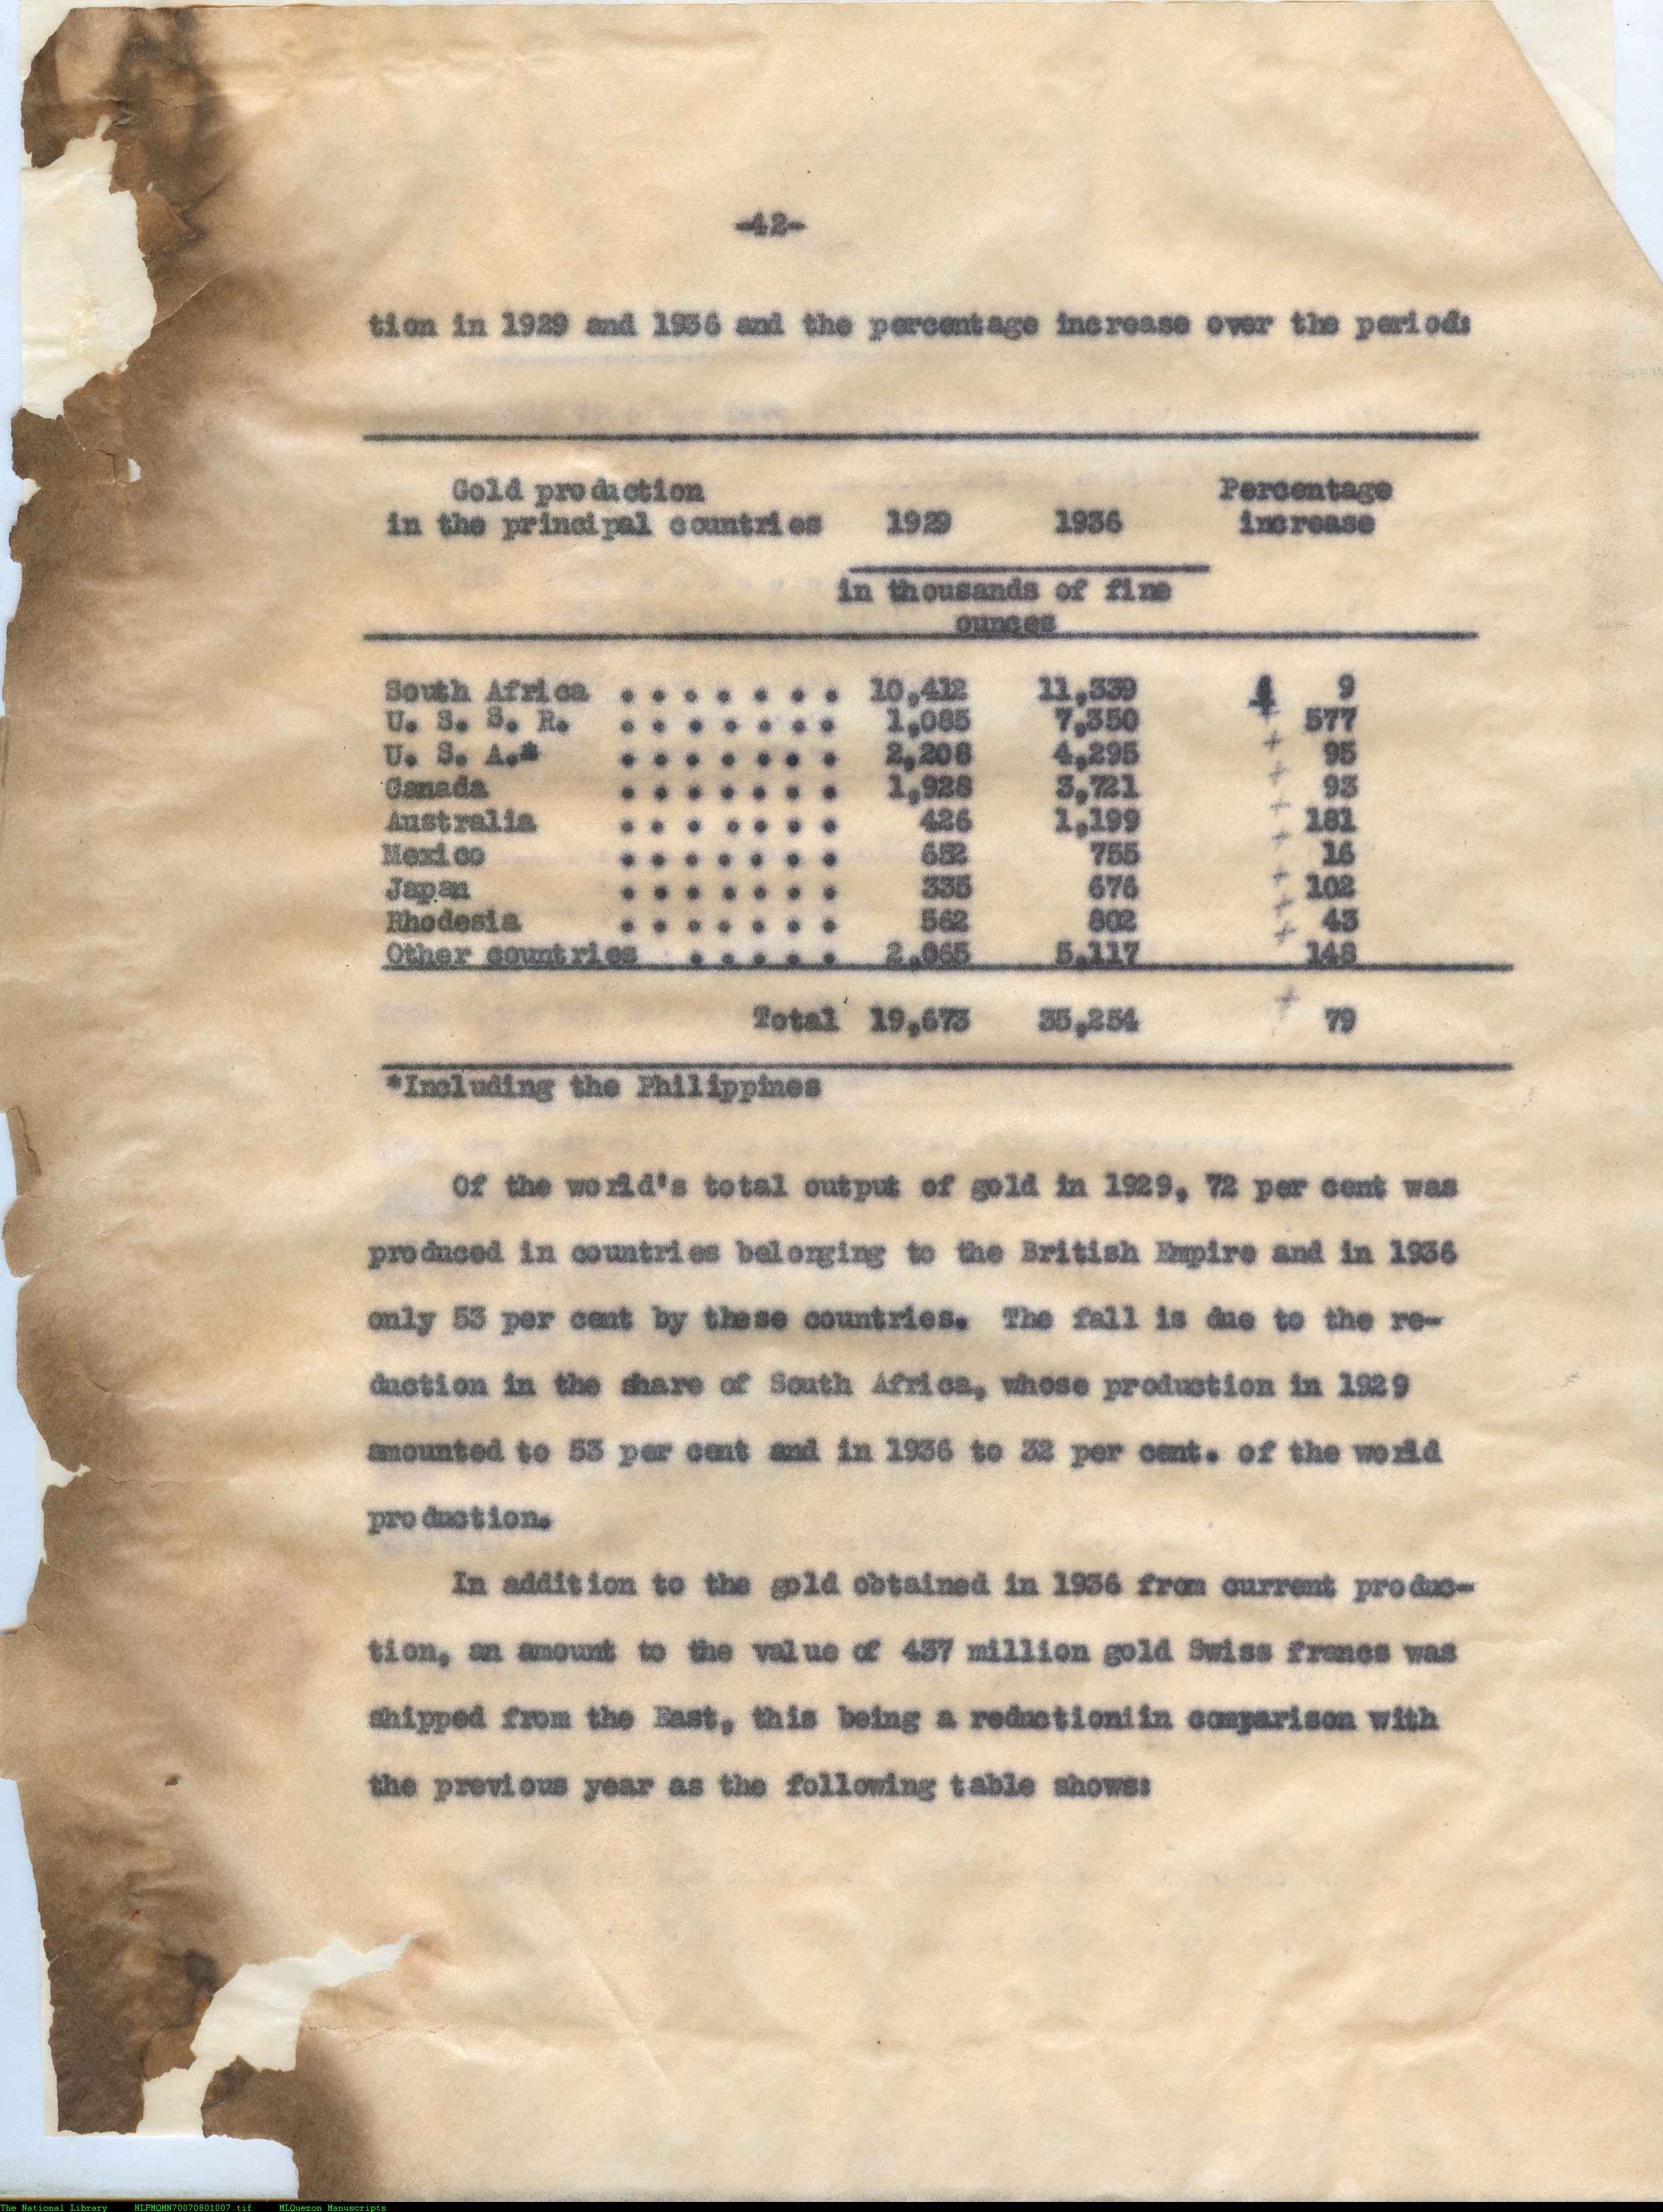 -42-
tion in 1929 and 1936 and the percentage increase over the period:
Gold production Percentage
in the principal countries 1929 1936 increase
in thousands of fine
ounces
South Africa . . . . . . . 10,412 11,339 + 9
U. S. S. R. . . . . . . . 1,085 7,350 + 577
U. S. A.* . . . . . . . 2,208 4,295 + 95
Canada . . . . . . . 1,928 3,721 + 93
Australia . . . . . . . 426 1,199 + 181
Mexico . . . . . . . 652 755 + 16
Japan . . . . . . . 335 676 + 102
Rhodesia . . . . . . . 562 802 + 43
Other countries . . . . . 2,065 5,117 + 148
Total 19,673 35,254 + 79
*Including the Philippines
Of the world's total output of gold in 1929, 72 per cent was
produced in countries belonging to the British Empire and in 1936
only 53 per cent by these countries. The fall is due to the re-
duction in the share of South Africa, whose production in 1929
amounted to 53 per cent and in 1936 to 32 per cent. of the world
production.
In addition to the gold obtained in 1936 from current produc-
tion, an amount to the value of 437 million gold Swiss francs was
shipped from the East, this being a reductioniin comparison with
the previous year as the following table shows:
The National Library NLPMQMN70070801007.tif MLQuezon Manuscripts